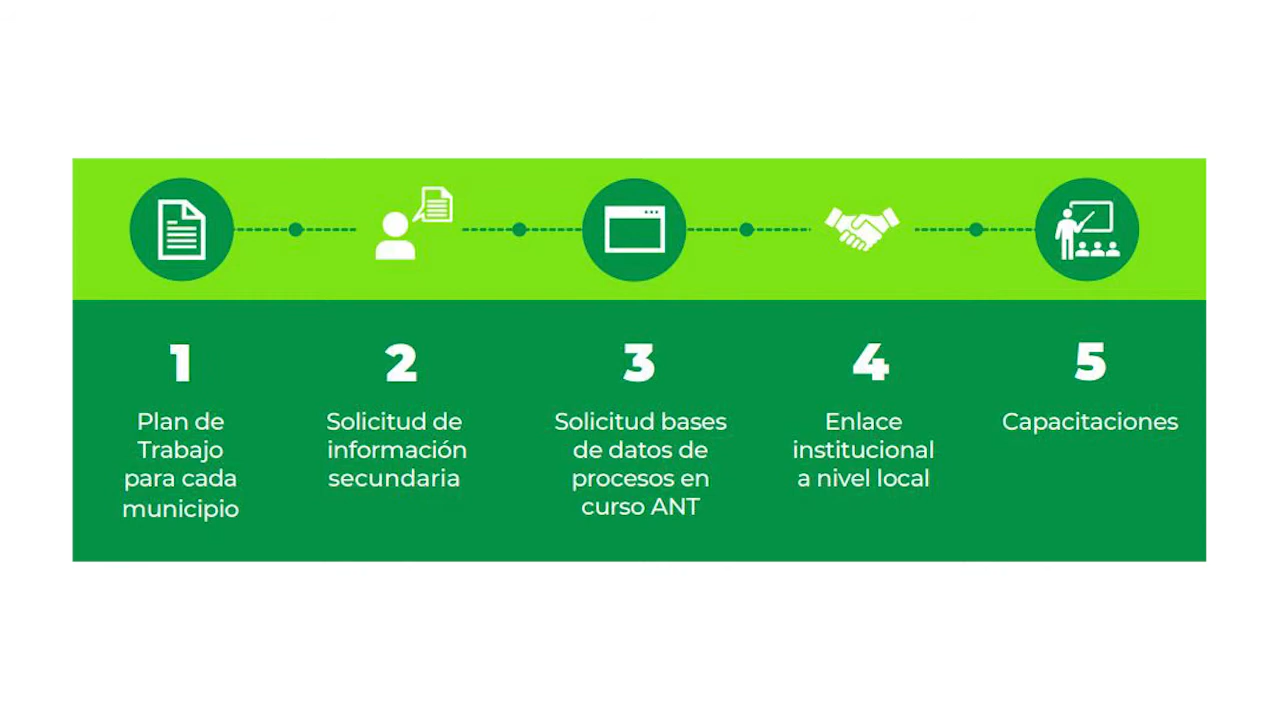 1
Plan de
Trabajo
para cada
municipio
2
Solicitud de
información
secundaria
3
Solicitud bases
de datos de
procesos en
curso ANT
4
Enlace
institucional
a nivel local
5
Capacitaciones